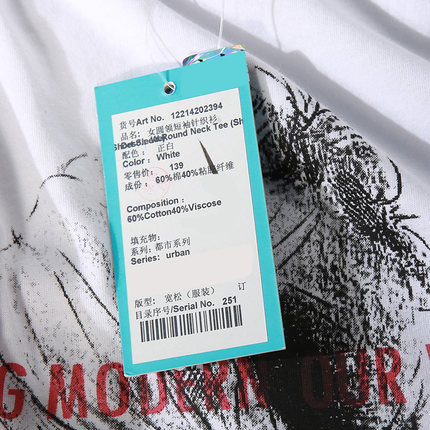 货号Art No. 12214202394
品名: 女圆领短袖针织衫
Round Neck Tee (Sh
配色: 正白
Color: White
零售价: 139
成份: 60%棉40%粘胶纤维
Composition:
60%Cotton40%Viscose
填充物:
系列: 都市系列
Series: urban
版型: 宽松(服装) 订
目录序号/Serial No. 251
G MODERN OUR